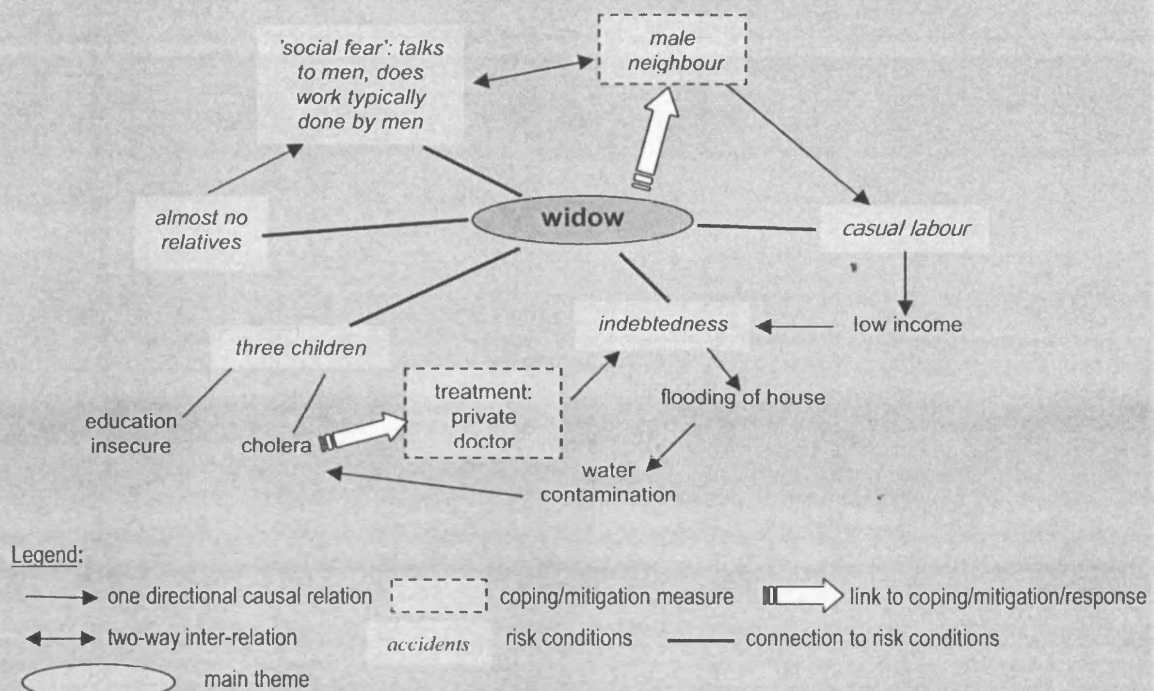 'social fear': talks
to men, does
work typically
done by men
male
neighbour
widow
almost no
relatives
casual labour
three children
indebtedness
low income
education
insecure
cholera
treatment:
private
doctor
flooding of house
water
contamination
Legend:
one directional causal relation
coping/mitigation measure
link to coping/mitigation/response
two-way inter-relation
accidents
risk conditions
connection to risk conditions
main theme